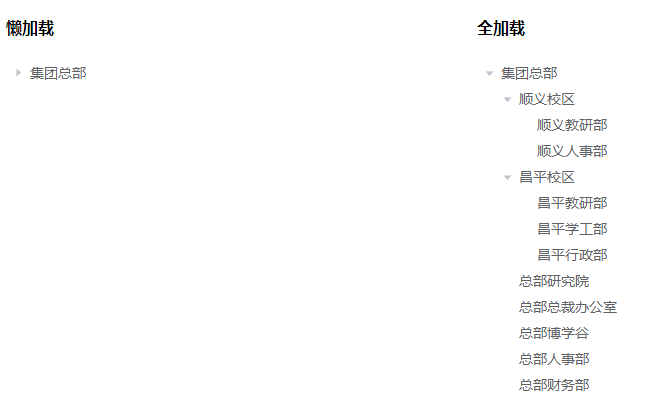 懒加载
集团总部
全加载
集团总部
顺义校区
顺义教研部
顺义人事部
昌平校区
昌平教研部
昌平学工部
昌平行政部
总部研究院
总部总裁办公室
总部博学谷
总部人事部
总部财务部